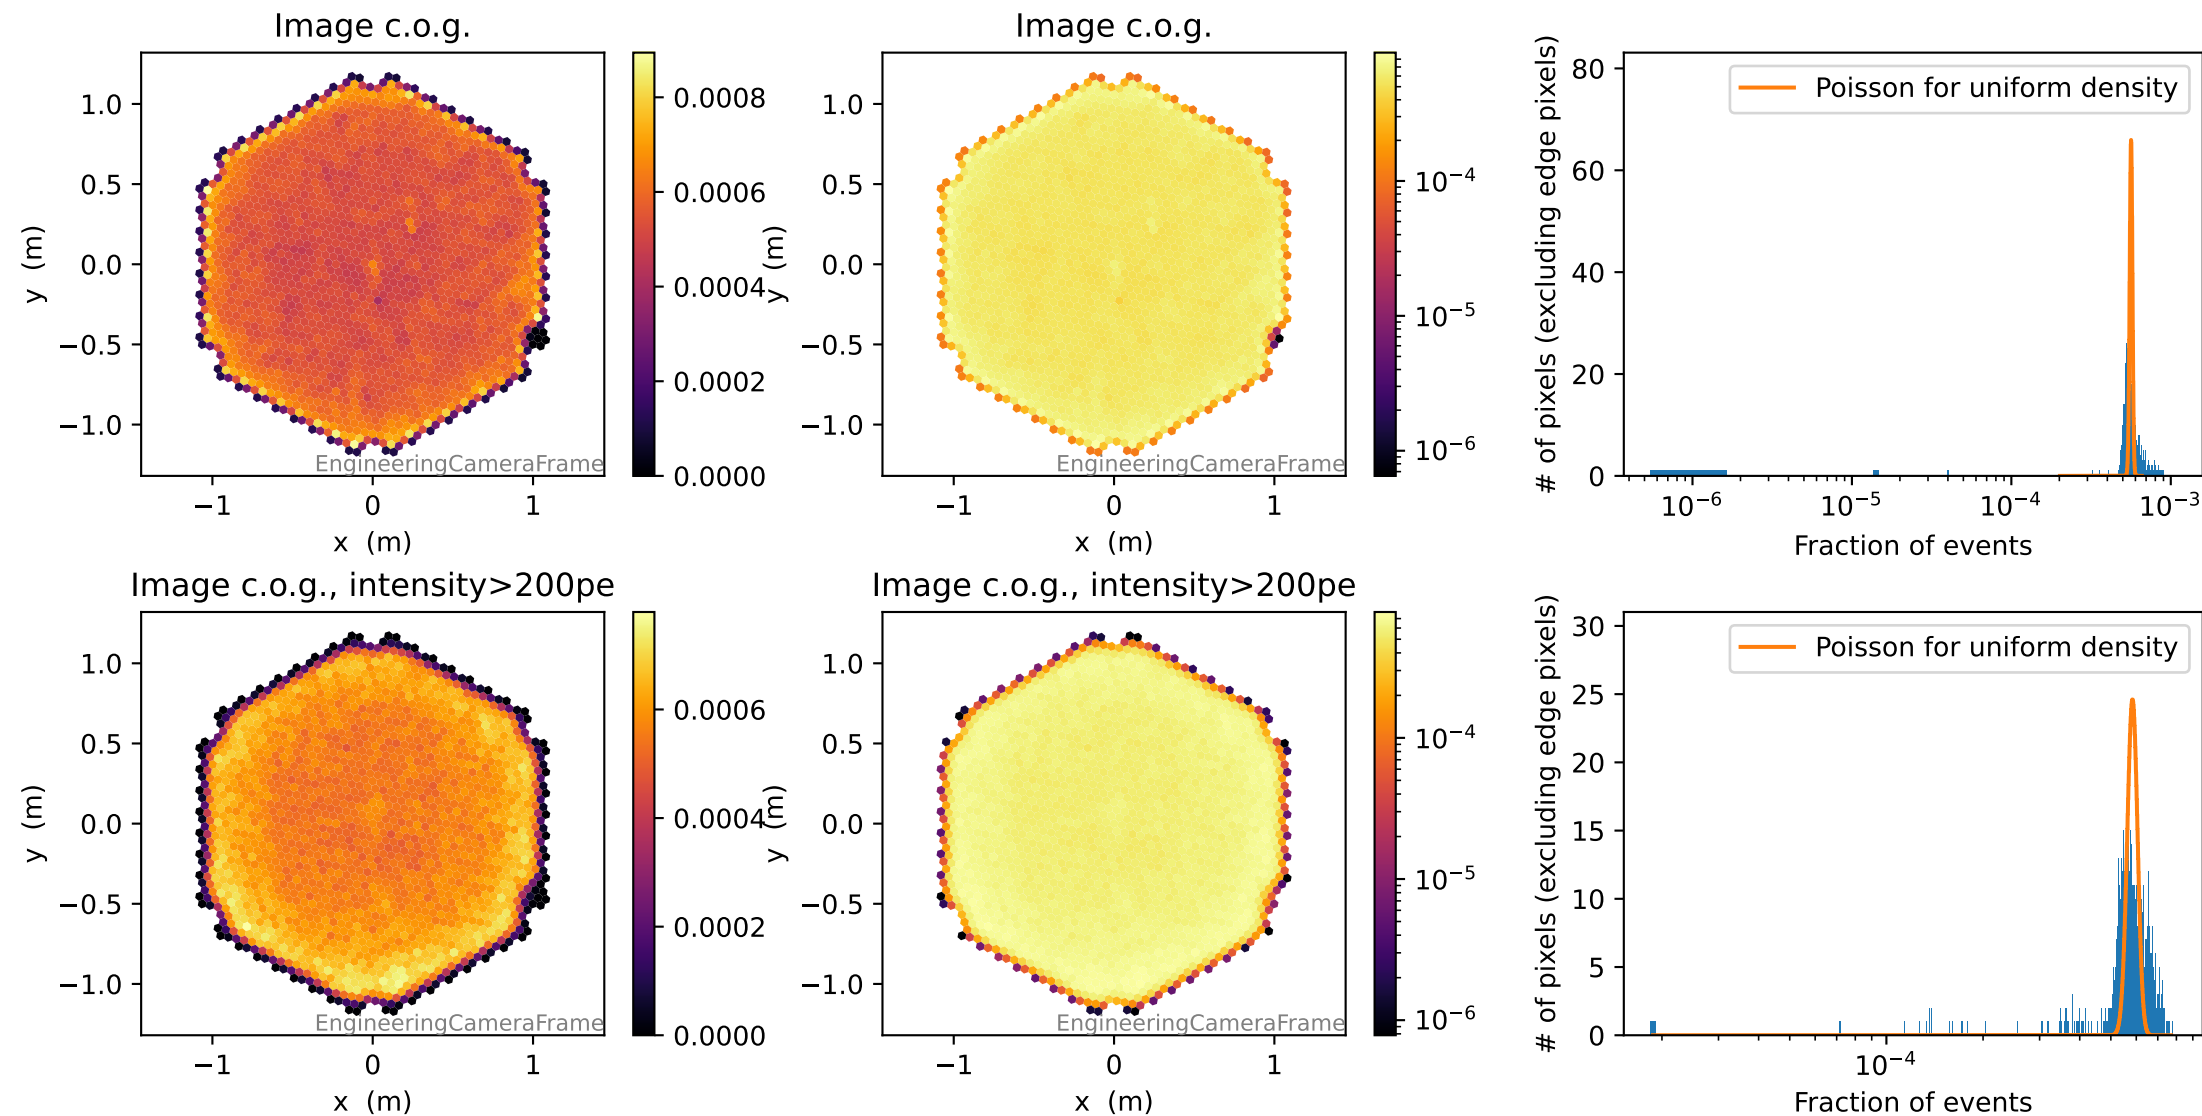 Image c.o.g.
1.0
0.5
0.0
−0.5
−1.0
y (m)
−1
0
1
x (m)
EngineeringCameraFrame
0.0008
0.0006
0.0004
0.0002
0.0000
Image c.o.g.
1.0
0.5
0.0
−0.5
−1.0
y (m)
−1
0
1
x (m)
EngineeringCameraFrame
10⁻⁴
10⁻⁵
10⁻⁶
80
60
40
20
0
# of pixels (excluding edge pixels)
Poisson for uniform density
10⁻⁶
10⁻⁵
10⁻⁴
10⁻³
Fraction of events
Image c.o.g., intensity>200pe
1.0
0.5
0.0
−0.5
−1.0
y (m)
−1
0
1
x (m)
EngineeringCameraFrame
0.0006
0.0004
0.0002
0.0000
Image c.o.g., intensity>200pe
1.0
0.5
0.0
−0.5
−1.0
y (m)
−1
0
1
x (m)
EngineeringCameraFrame
10⁻⁴
10⁻⁵
10⁻⁶
30
25
20
15
10
5
0
# of pixels (excluding edge pixels)
Poisson for uniform density
10⁻⁴
Fraction of events